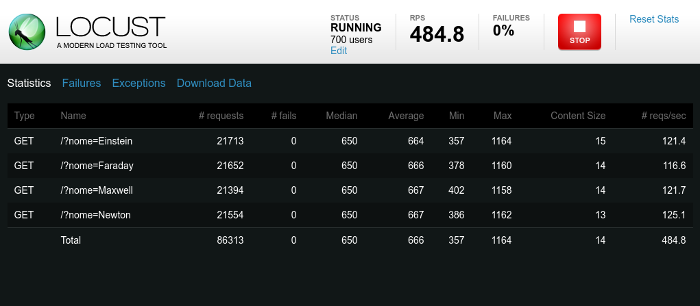 LOCUST
A MODERN LOAD TESTING TOOL
STATUS
RUNNING
700 users
Edit
RPS
484.8
FAILURES
0%
STOP
Reset Stats
Statistics Failures Exceptions Download Data
Type Name # requests # fails Median Average Min Max Content Size # reqs/sec
GET /?nome=Einstein 21713 0 650 664 357 1164 15 121.4
GET /?nome=Faraday 21652 0 650 666 378 1160 14 116.6
GET /?nome=Maxwell 21394 0 650 667 402 1158 14 121.7
GET /?nome=Newton 21554 0 650 667 386 1162 13 125.1
Total 86313 0 650 666 357 1164 14 484.8